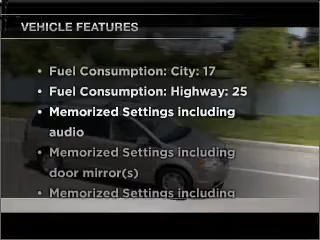 VEHICLE FEATURES
• Fuel Consumption: City: 17
• Fuel Consumption: Highway: 25
• Memorized Settings including
audio
• Memorized Settings including
door mirror(s)
• Memorized Settings including